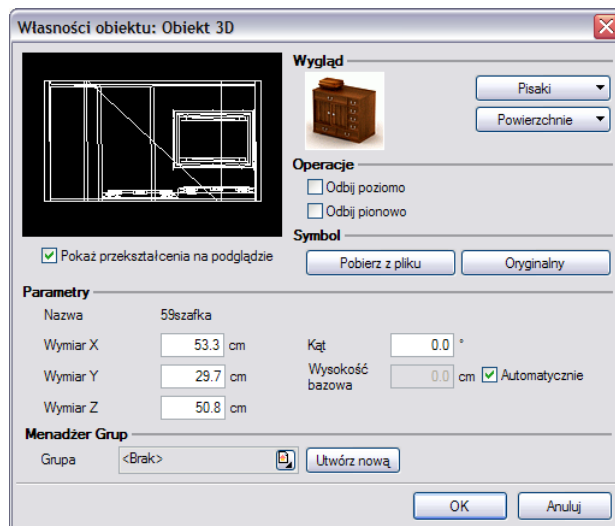 Własności obiektu: Obiekt 3D
Wygląd
Pisaki
Powierzchnie
Operacje
Odbij poziomo
Odbij pionowo
Symbol
Pokaż przekształcenia na podglądzie
Pobierz z pliku Oryginalny
Parametry
Nazwa 59szafka
Wymiar X 53.3 cm Kąt 0.0 °
Wymiar Y 29.7 cm Wysokość bazowa 0.0 cm Automatycznie
Wymiar Z 50.8 cm
Menadżer Grup
Grupa <Brak> Utwórz nową
OK Anuluj